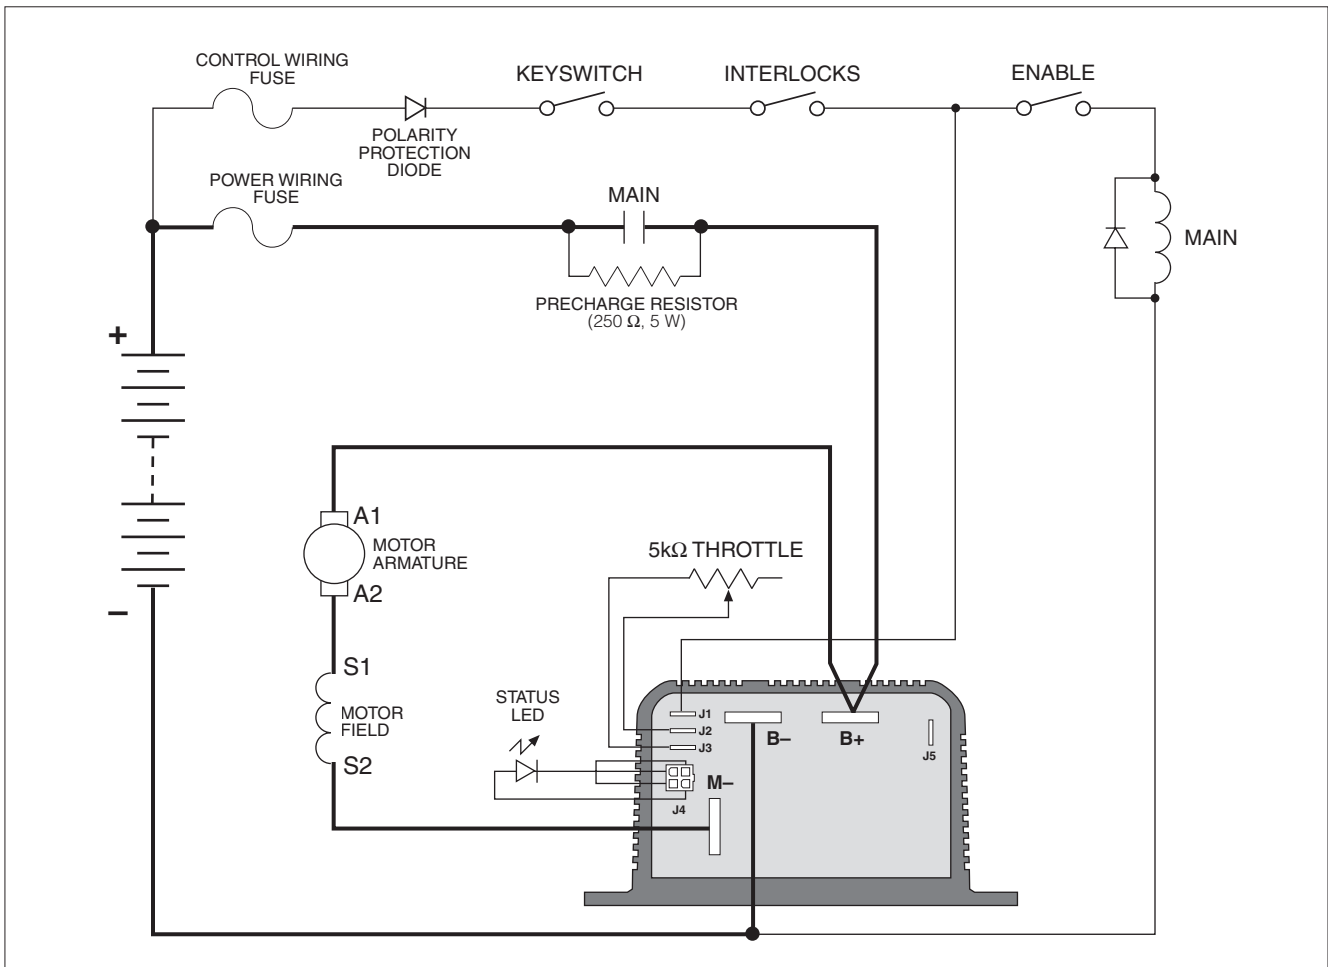 CONTROL WIRING
FUSE
KEYSWITCH
INTERLOCKS
ENABLE
POLARITY
PROTECTION
DIODE
POWER WIRING
FUSE
MAIN
MAIN
PRECHARGE RESISTOR
(250 Ω, 5 W)
+
–
A1
MOTOR
ARMATURE
A2
5kΩ THROTTLE
S1
MOTOR
FIELD
S2
STATUS
LED
J1
J2
J3
B–
B+
J5
M–
J4